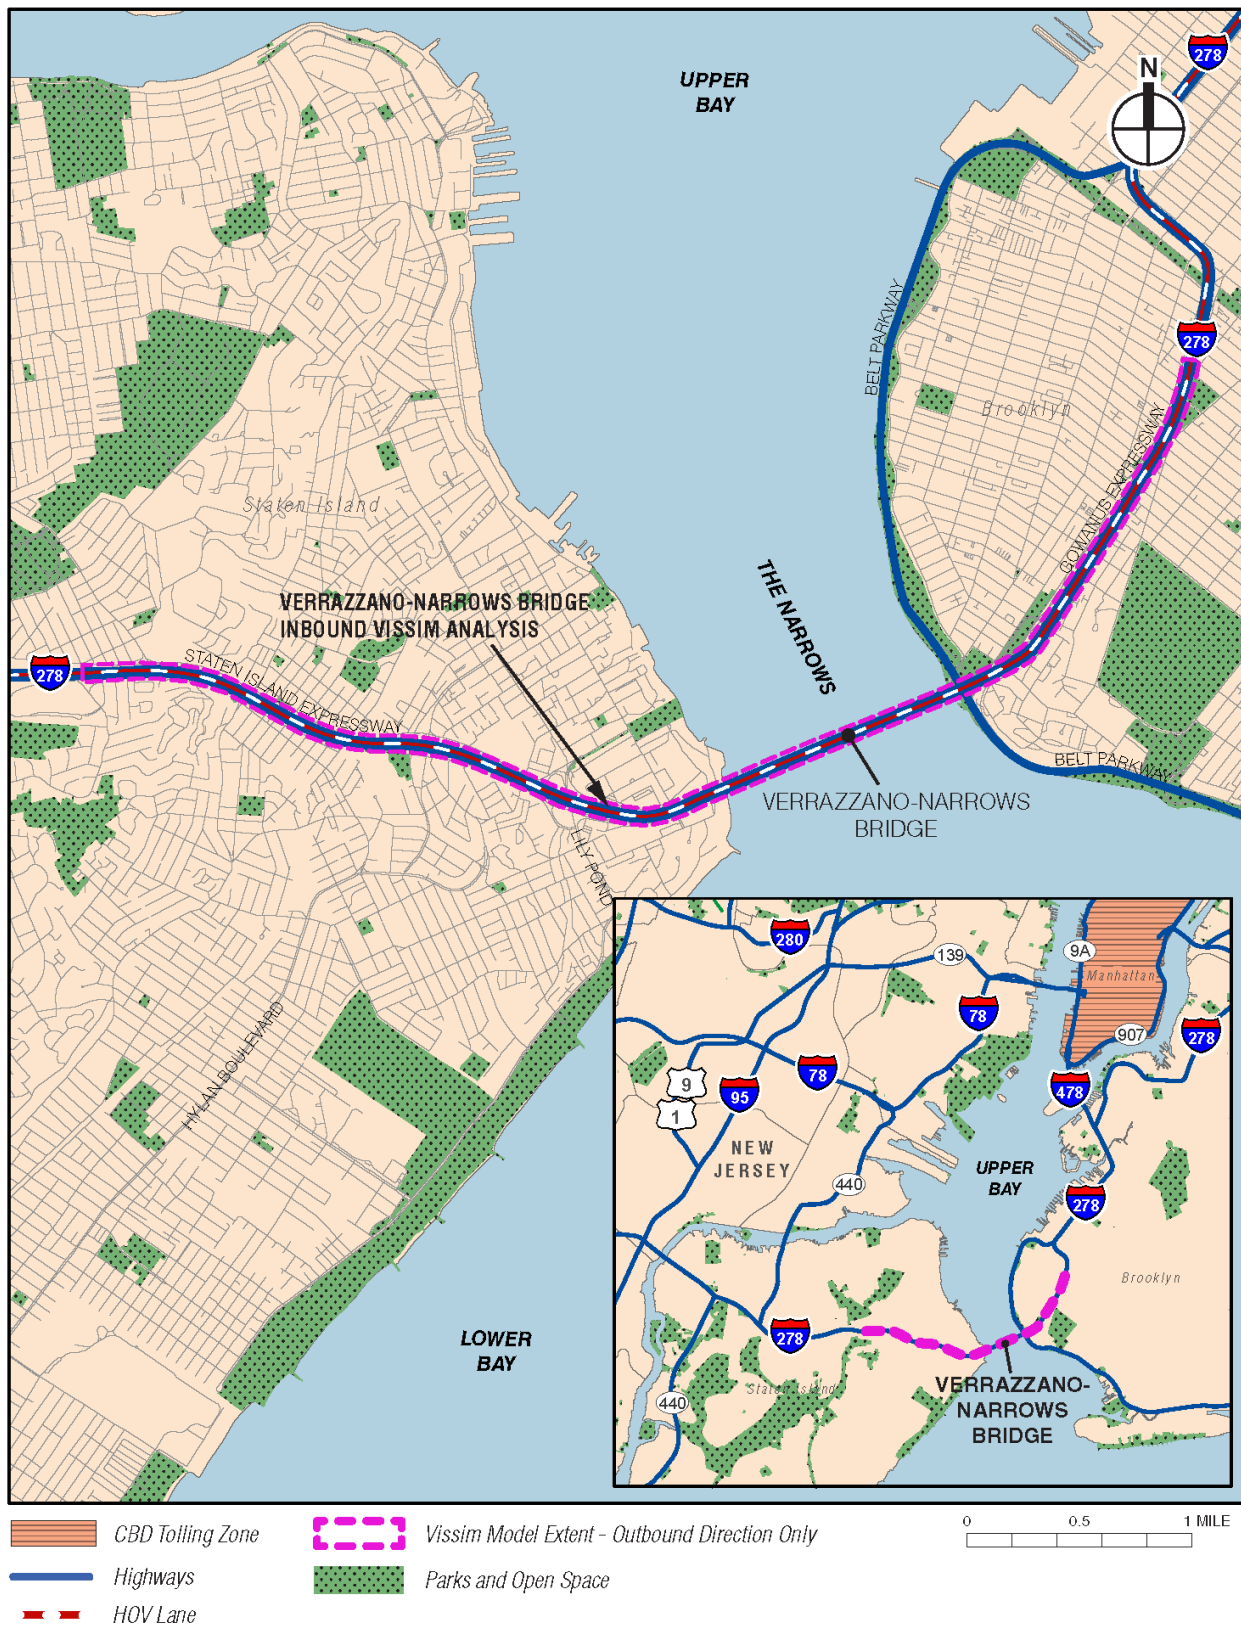 UPPER
BAY
278
N
BELT PARKWAY
278
Brooklyn
GOWANUS EXPRESSWAY
Staten Island
THE NARROWS
VERRAZZANO-NARROWS BRIDGE
INBOUND VISSIM ANALYSIS
278
STATEN ISLAND EXPRESSWAY
BELT PARKWAY
VERRAZZANO-NARROWS
BRIDGE
LILY POND
HYLAN BOULEVARD
LOWER
BAY
280
139
9A
Manhattan
78
907
278
78
9
95
478
1
NEW
JERSEY
UPPER
BAY
440
278
Brooklyn
278
Staten Island
440
VERRAZZANO-
NARROWS
BRIDGE
CBD Tolling Zone
Vissim Model Extent - Outbound Direction Only
0 0.5 1 MILE
Highways
Parks and Open Space
HOV Lane